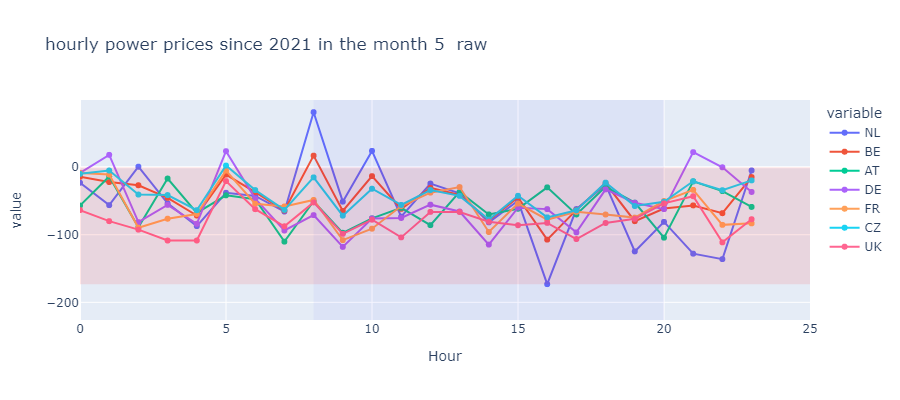 hourly power prices since 2021 in the month 5  raw
variable
NL
BE
AT
DE
FR
CZ
UK
value
0
−100
−200
0
5
10
15
20
25
Hour